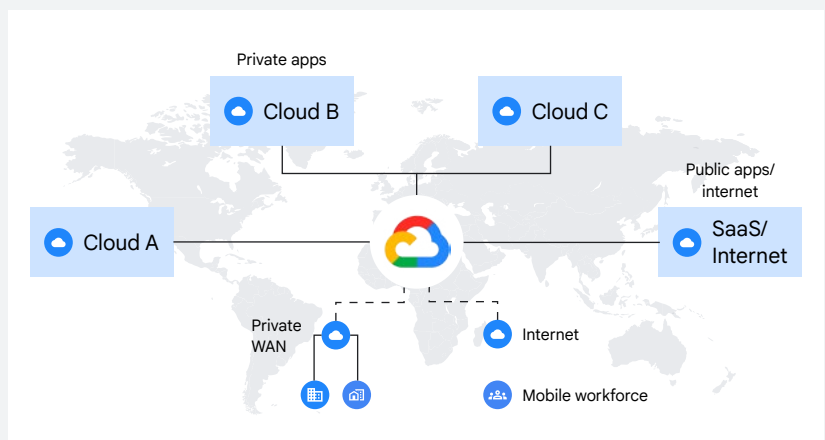 Private apps
Cloud B
Cloud C
Public apps/
internet
Cloud A
SaaS/
Internet
Private
WAN
Internet
Mobile workforce